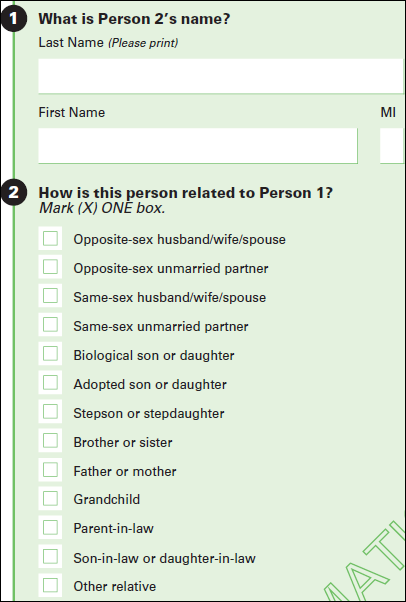 1 What is Person 2’s name?
Last Name (Please print)
First Name MI
2 How is this person related to Person 1?
Mark (X) ONE box.
Opposite-sex husband/wife/spouse
Opposite-sex unmarried partner
Same-sex husband/wife/spouse
Same-sex unmarried partner
Biological son or daughter
Adopted son or daughter
Stepson or stepdaughter
Brother or sister
Father or mother
Grandchild
Parent-in-law
Son-in-law or daughter-in-law
Other relative